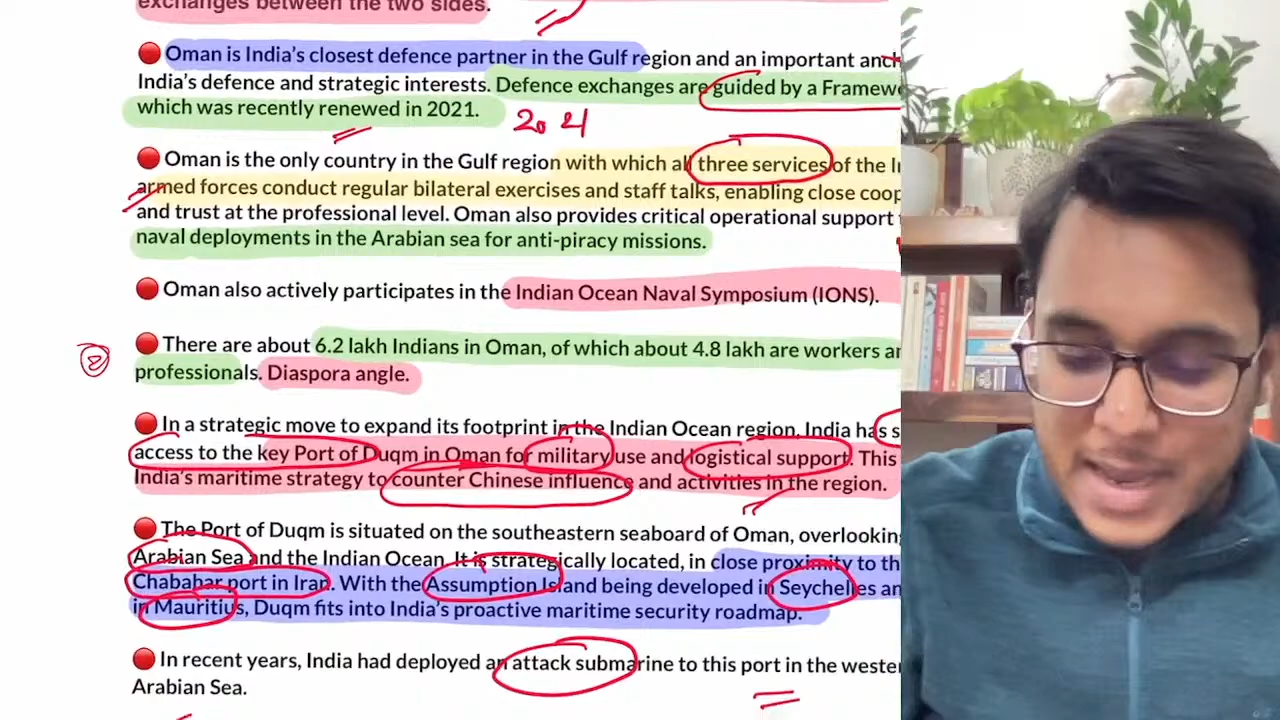 exchanges between the two sides.
Oman is India's closest defence partner in the Gulf region and an important
India's defence and strategic interests. Defence exchanges are guided by a
which was recently renewed in 2021.
2021
Oman is the only country in the Gulf region with which all three services of the
armed forces conduct regular bilateral exercises and staff talks, enabling close
and trust at the professional level. Oman also provides critical operational support
naval deployments in the Arabian sea for anti-piracy missions.
Oman also actively participates in the Indian Ocean Naval Symposium (IONS).
8
There are about 6.2 lakh Indians in Oman, of which about 4.8 lakh are workers
professionals. Diaspora angle.
In a strategic move to expand its footprint in the Indian Ocean region, India has
access to the key Port of Duqm in Oman for military use and logistical support. This
India's maritime strategy to counter Chinese influence and activities in the region.
The Port of Duqm is situated on the southeastern seaboard of Oman, overlooking
Arabian Sea and the Indian Ocean. It is strategically located, in close proximity to
Chabahar port in Iran. With the Assumption Island being developed in Seychelles
in Mauritius, Duqm fits into India's proactive maritime security roadmap.
In recent years, India had deployed an attack submarine to this port in the
Arabian Sea.